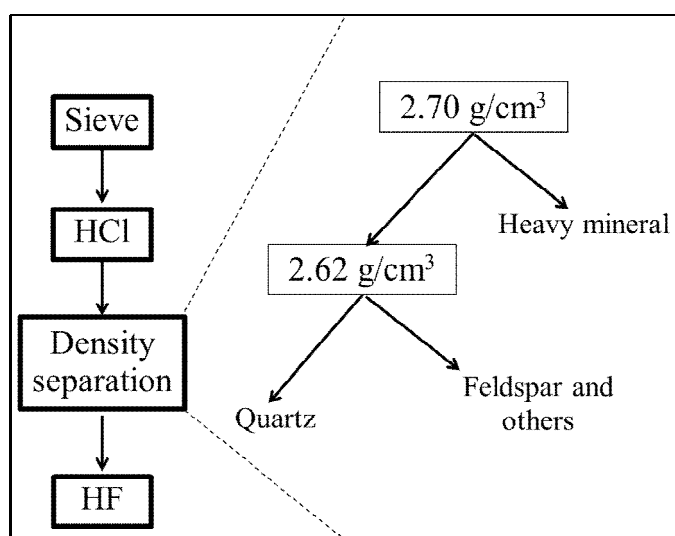 Sieve
HCl
Density
separation
HF
2.70 g/cm³
Heavy mineral
2.62 g/cm³
Quartz
Feldspar and
others